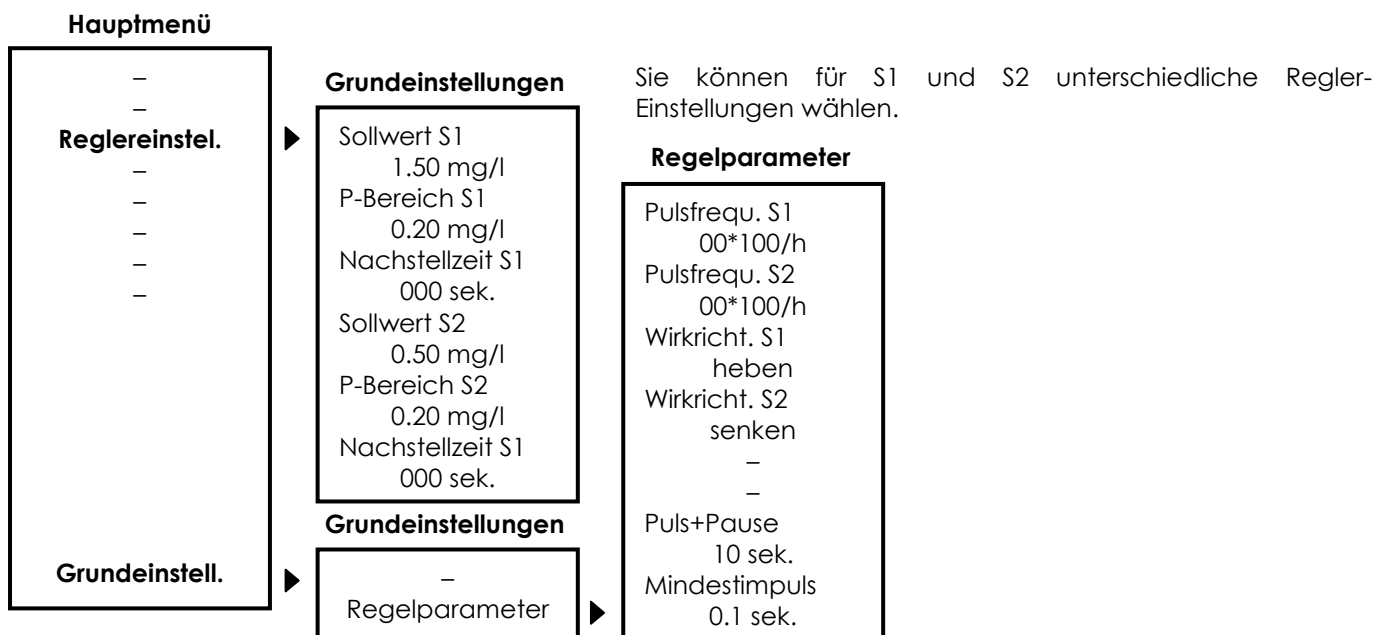 Hauptmenü
–
–
Reglereinstel.
–
–
–
–
–
Grundeinstell.
Grundeinstellungen
Sollwert S1
1.50 mg/l
P-Bereich S1
0.20 mg/l
Nachstellzeit S1
000 sek.
Sollwert S2
0.50 mg/l
P-Bereich S2
0.20 mg/l
Nachstellzeit S1
000 sek.
Grundeinstellungen
–
Regelparameter
Sie können für S1 und S2 unterschiedliche Regler-
Einstellungen wählen.
Regelparameter
Pulsfrequ. S1
00*100/h
Pulsfrequ. S2
00*100/h
Wirkricht. S1
heben
Wirkricht. S2
senken
–
–
Puls+Pause
10 sek.
Mindestimpuls
0.1 sek.